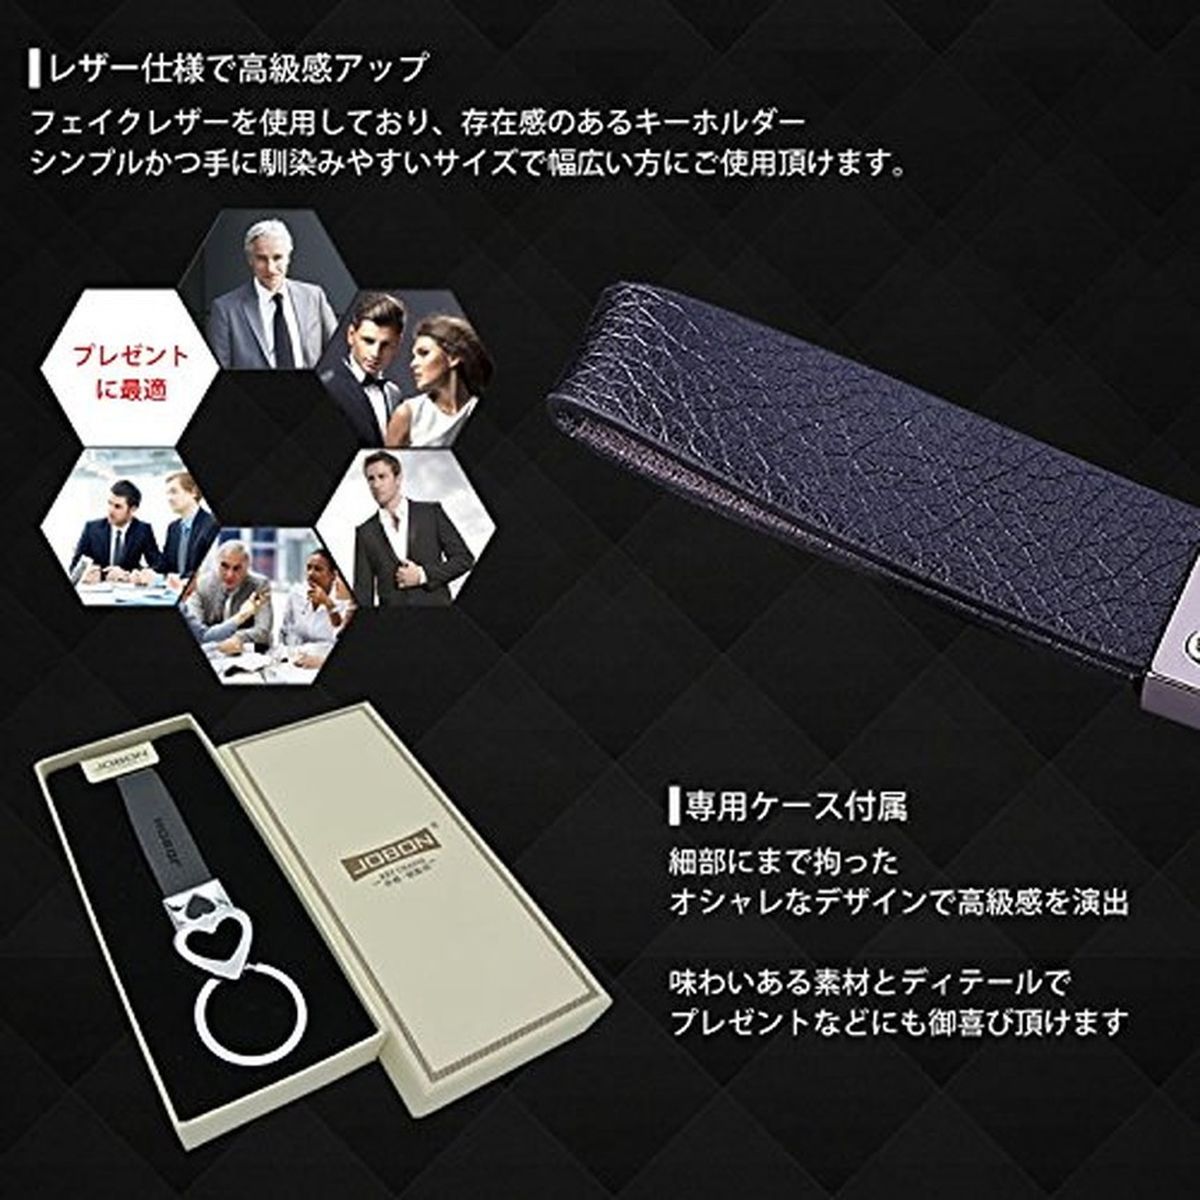 レザー仕様で高級感アップ
フェイクレザーを使用しており、存在感のあるキーホルダー
シンプルかつ手に馴染みやすいサイズで幅広い方にご使用頂けます。
プレゼント
に最適
JOBON
JOBON
JOBON®
専用ケース付属
細部にまで拘った
オシャレなデザインで高級感を演出
味わいある素材とディテールで
プレゼントなどにも御喜び頂けます